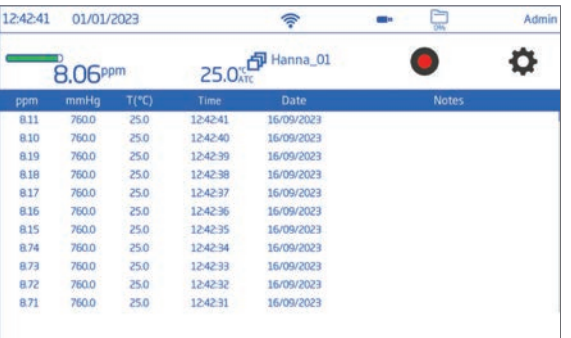 12:42:41 01/01/2023 0% Admin
8.06 ppm 25.0 °C ATC Hanna_01
ppm mmHg T(°C) Time Date Notes
8.11 760.0 25.0 12:42:41 16/09/2023
8.10 760.0 25.0 12:42:40 16/09/2023
8.19 760.0 25.0 12:42:39 16/09/2023
8.18 760.0 25.0 12:42:38 16/09/2023
8.17 760.0 25.0 12:42:37 16/09/2023
8.16 760.0 25.0 12:42:36 16/09/2023
8.15 760.0 25.0 12:42:35 16/09/2023
8.74 760.0 25.0 12:42:34 16/09/2023
8.73 760.0 25.0 12:42:33 16/09/2023
8.72 760.0 25.0 12:42:32 16/09/2023
8.71 760.0 25.0 12:42:31 16/09/2023